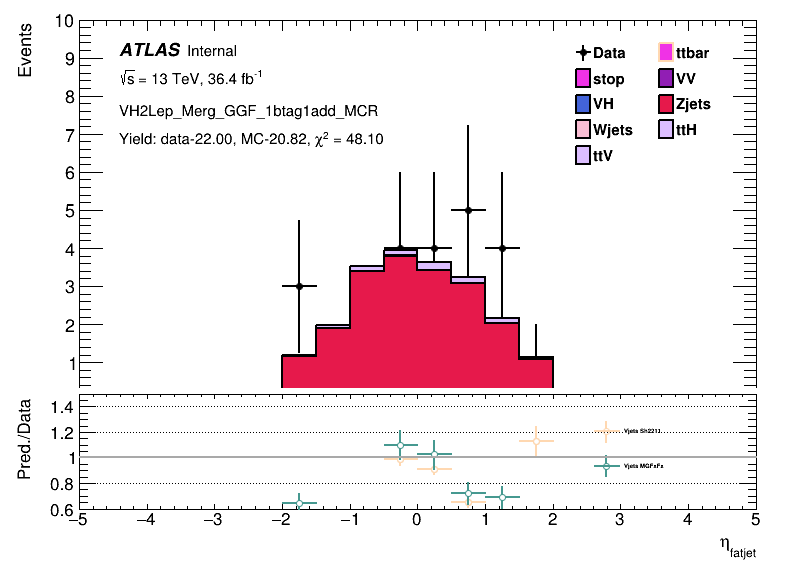 Events
10
9
8
7
6
5
4
3
2
1
ATLAS Internal
√s = 13 TeV, 36.4 fb⁻¹
VH2Lep_Merg_GGF_1btag1add_MCR
Yield: data-22.00, MC-20.82, χ² = 48.10
Data ttbar
stop VV
VH Zjets
Wjets ttH
ttV
Pred./Data
1.4
1.2
1
0.8
0.6
Vjets Sh2211
Vjets MGFxFx
−5 −4 −3 −2 −1 0 1 2 3 4 5
η_fatjet